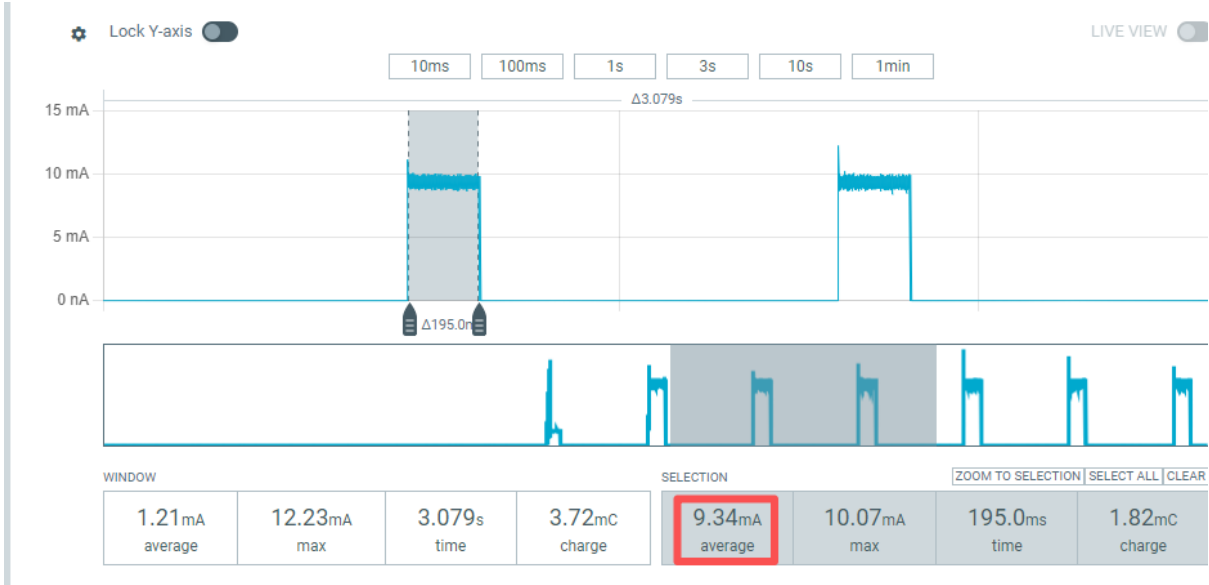 Lock Y-axis
LIVE VIEW
10ms 100ms 1s 3s 10s 1min
Δ3.079s
15 mA
10 mA
5 mA
0 nA
Δ195.0m
WINDOW
SELECTION
ZOOM TO SELECTION SELECT ALL CLEAR
1.21mA 12.23mA 3.079s 3.72mC 9.34mA 10.07mA 195.0ms 1.82mC
average max time charge average max time charge